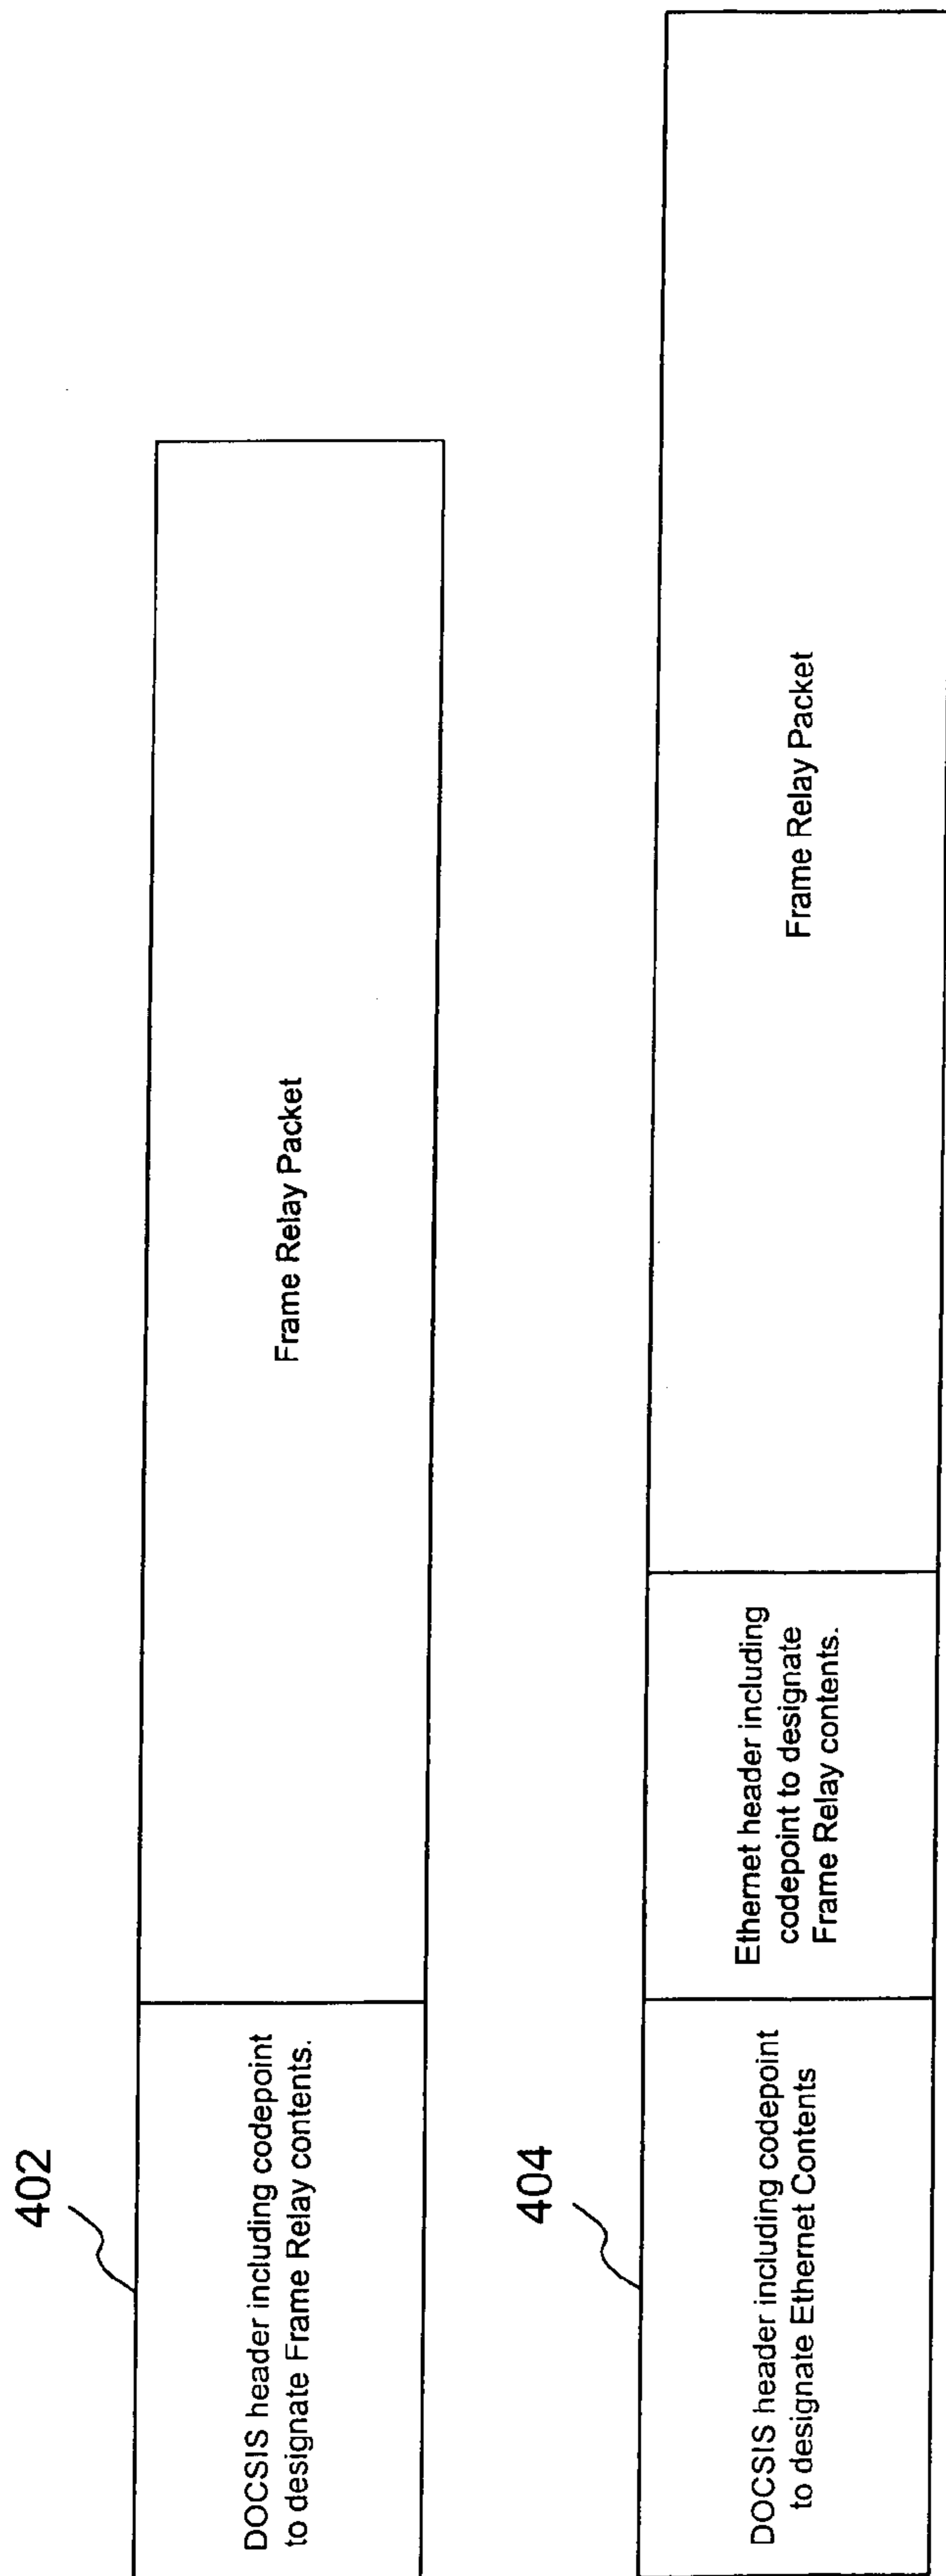 402
DOCSIS header including codepoint
to designate Frame Relay contents.
Frame Relay Packet
404
DOCSIS header including codepoint
to designate Ethernet Contents
Ethernet header including
codepoint to designate
Frame Relay contents.
Frame Relay Packet